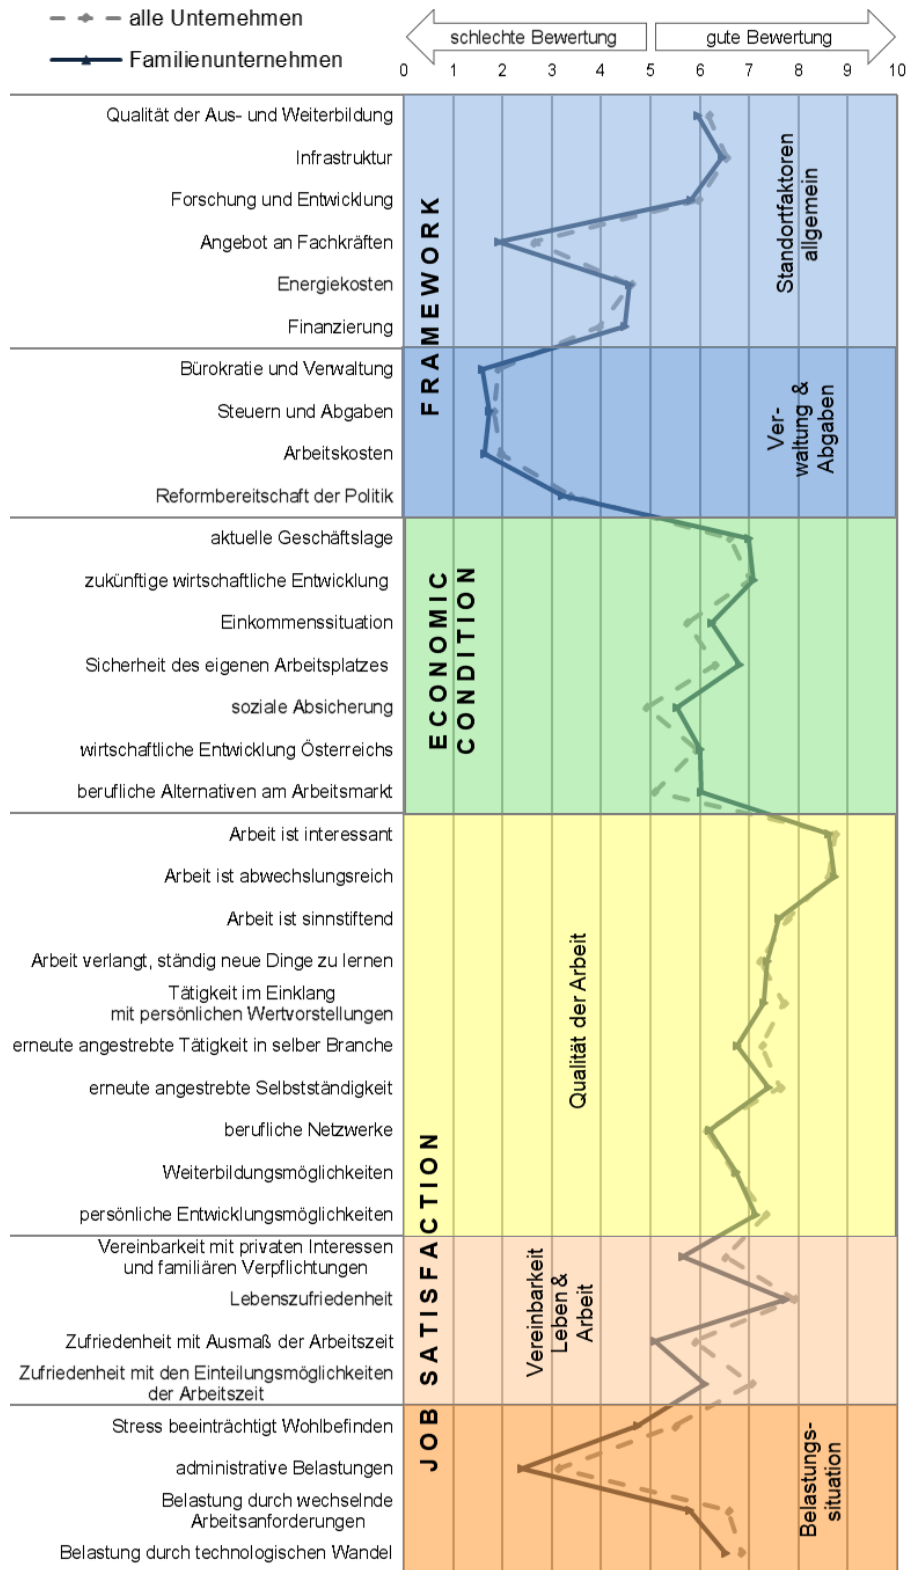 alle Unternehmen
Familienunternehmen
schlechte Bewertung
gute Bewertung
0 1 2 3 4 5 6 7 8 9 10
Qualität der Aus- und Weiterbildung
Infrastruktur
Forschung und Entwicklung
Angebot an Fachkräften
Energiekosten
Finanzierung
FRAMEWORK
Standortfaktoren
allgemein
Bürokratie und Verwaltung
Steuern und Abgaben
Arbeitskosten
Reformbereitschaft der Politik
Ver-
waltung &
Abgaben
aktuelle Geschäftslage
zukünftige wirtschaftliche Entwicklung
Einkommenssituation
Sicherheit des eigenen Arbeitsplatzes
soziale Absicherung
wirtschaftliche Entwicklung Österreichs
berufliche Alternativen am Arbeitsmarkt
ECONOMIC
CONDITION
Arbeit ist interessant
Arbeit ist abwechslungsreich
Arbeit ist sinnstiftend
Arbeit verlangt, ständig neue Dinge zu lernen
Tätigkeit im Einklang
mit persönlichen Wertvorstellungen
erneute angestrebte Tätigkeit in selber Branche
erneute angestrebte Selbstständigkeit
berufliche Netzwerke
Weiterbildungsmöglichkeiten
persönliche Entwicklungsmöglichkeiten
Qualität der Arbeit
JOB SATISFACTION
Vereinbarkeit mit privaten Interessen
und familiären Verpflichtungen
Lebenszufriedenheit
Zufriedenheit mit Ausmaß der Arbeitszeit
Zufriedenheit mit den Einteilungsmöglichkeiten
der Arbeitszeit
Vereinbarkeit
Leben &
Arbeit
Stress beeinträchtigt Wohlbefinden
administrative Belastungen
Belastung durch wechselnde
Arbeitsanforderungen
Belastung durch technologischen Wandel
Belastungs-
situation